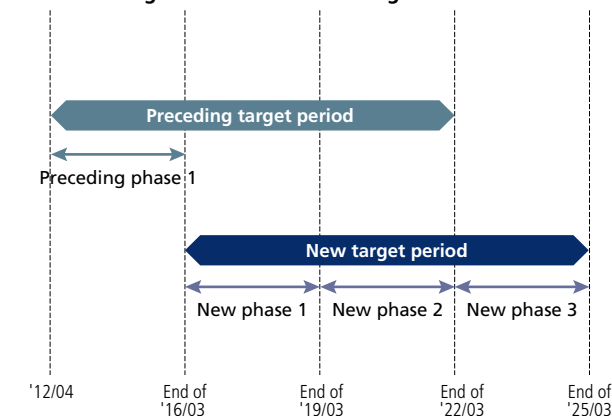 Preceding target period
Preceding phase 1
New target period
New phase 1 New phase 2 New phase 3
'12/04 End of End of End of End of
'16/03 '19/03 '22/03 '25/03